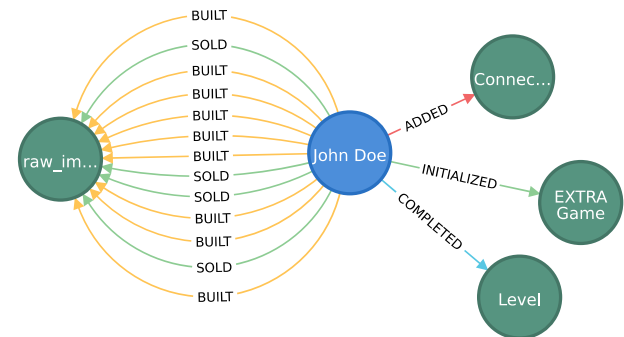 BUILT
SOLD
BUILT
BUILT
BUILT
BUILT
BUILT
SOLD
SOLD
BUILT
BUILT
SOLD
BUILT
raw_im...
John Doe
ADDED
INITIALIZED
COMPLETED
Connec...
EXTRA
Game
Level